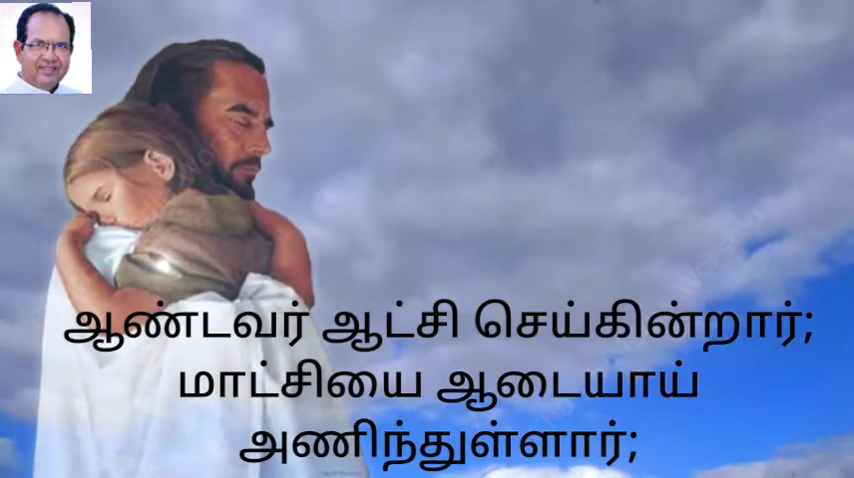 ஆண்டவர் ஆட்சி செய்கின்றார்;
மாட்சியை ஆடையாய்
அணிந்துள்ளார்;